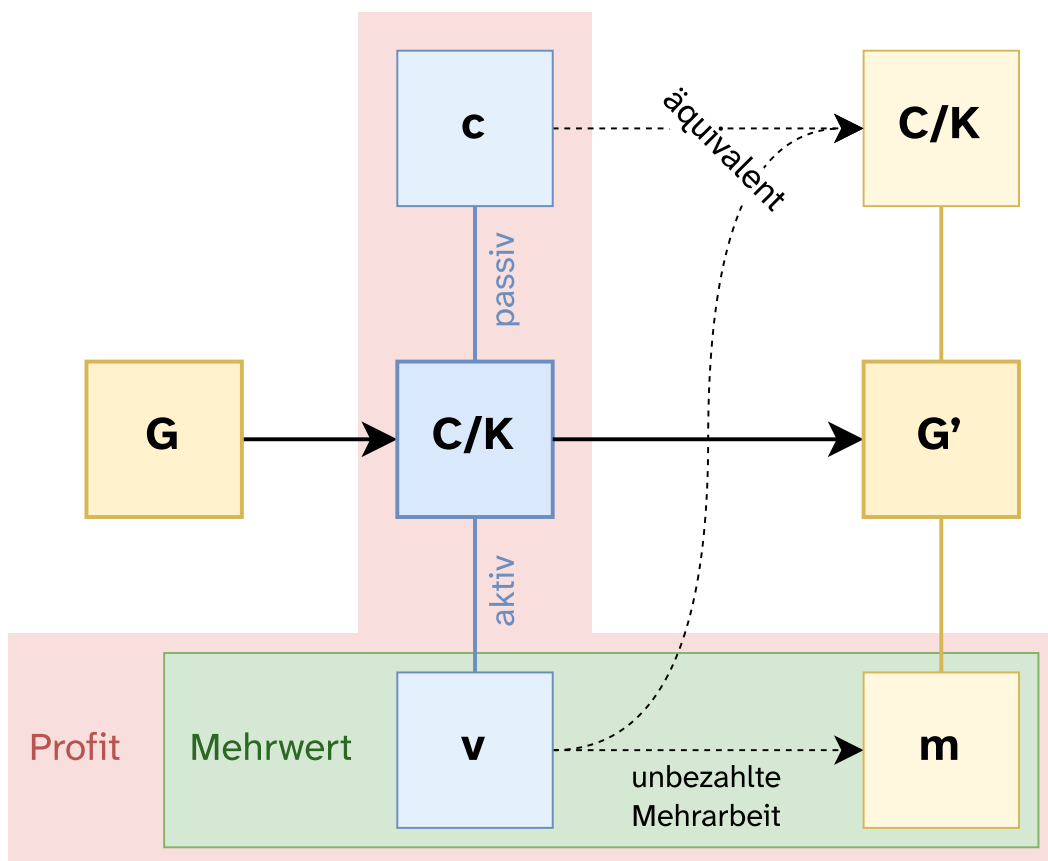 c
äquivalent
C/K
passiv
G
C/K
G’
aktiv
Profit
Mehrwert
v
unbezahlte
Mehrarbeit
m